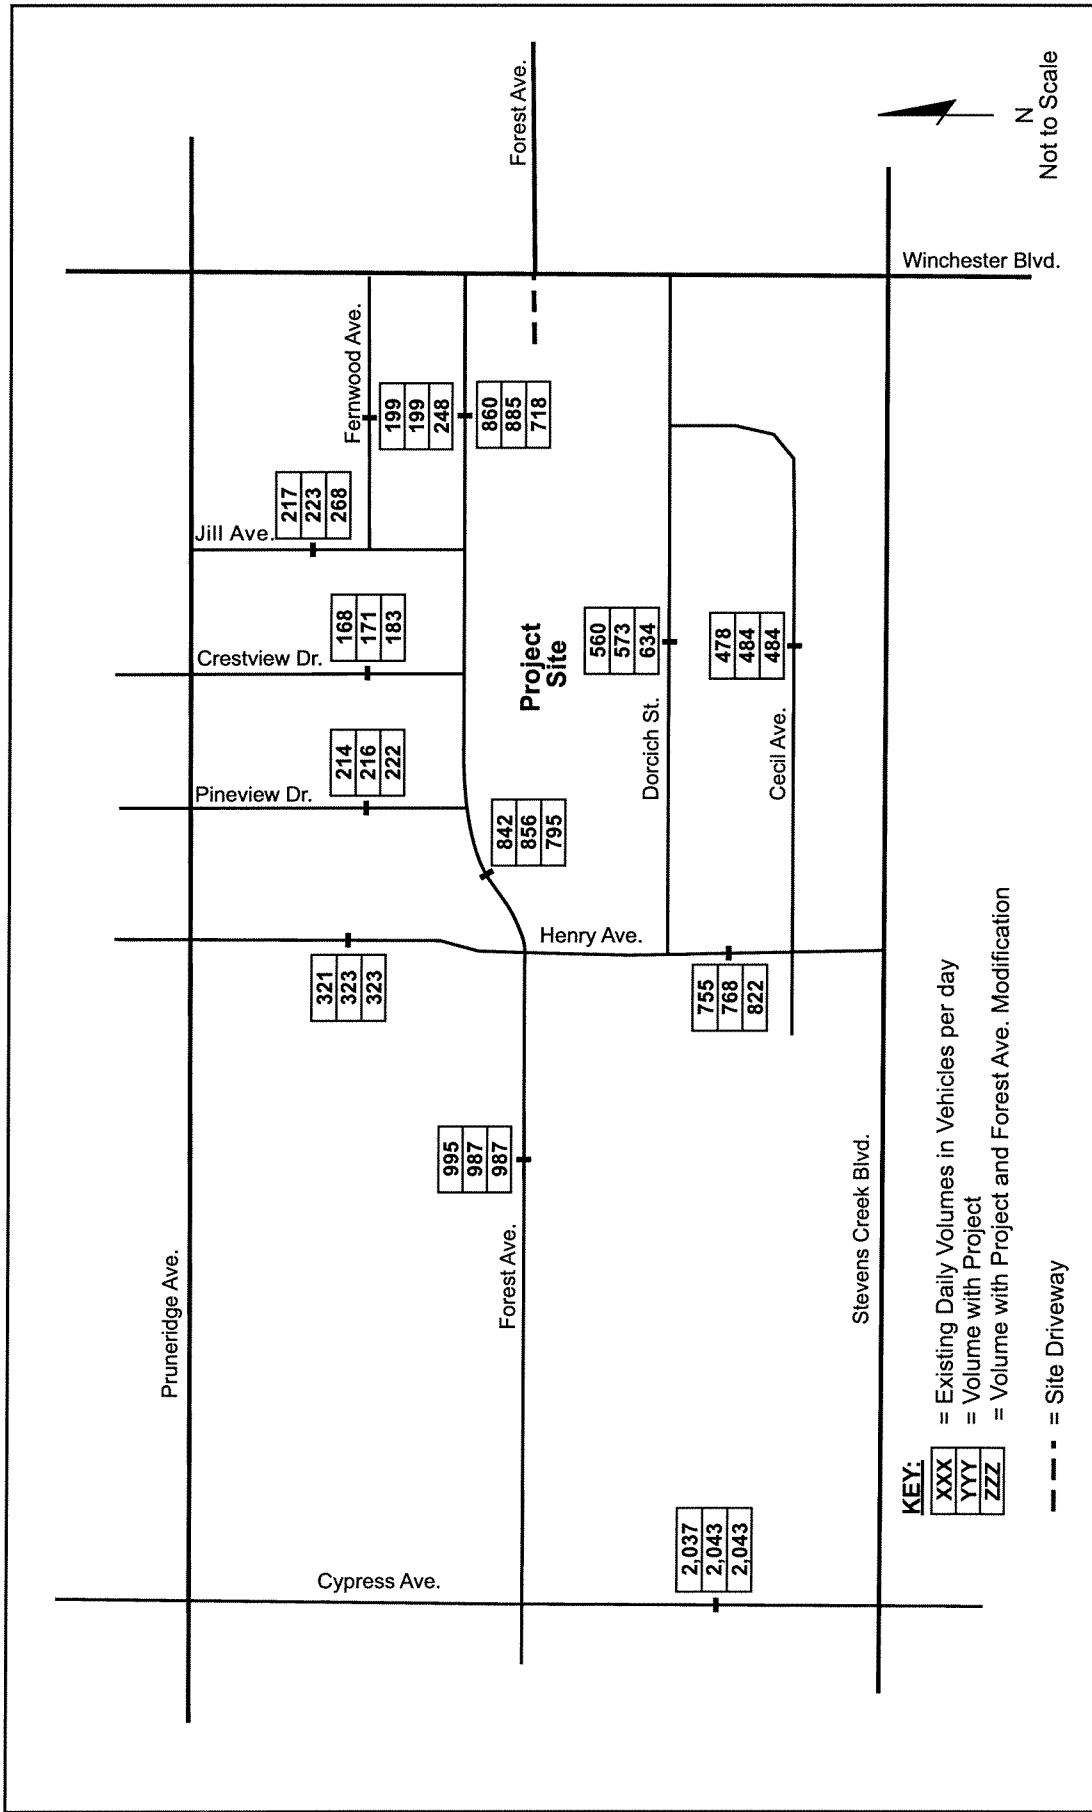 Pruneridge Ave.
Pineview Dr.
Crestview Dr.
Jill Ave.
217
223
268
Fernwood Ave.
321
323
323
214
216
222
168
171
183
199
199
248
Forest Ave.
995
987
987
Henry Ave.
842
856
795
Project
Site
860
885
718
Forest Ave.
Cypress Ave.
2,037
2,043
2,043
755
768
822
Dorcich St.
560
573
634
Cecil Ave.
478
484
484
Stevens Creek Blvd.
Winchester Blvd.
KEY:
XXX = Existing Daily Volumes in Vehicles per day
YYY = Volume with Project
ZZZ = Volume with Project and Forest Ave. Modification
= Site Driveway
N
Not to Scale